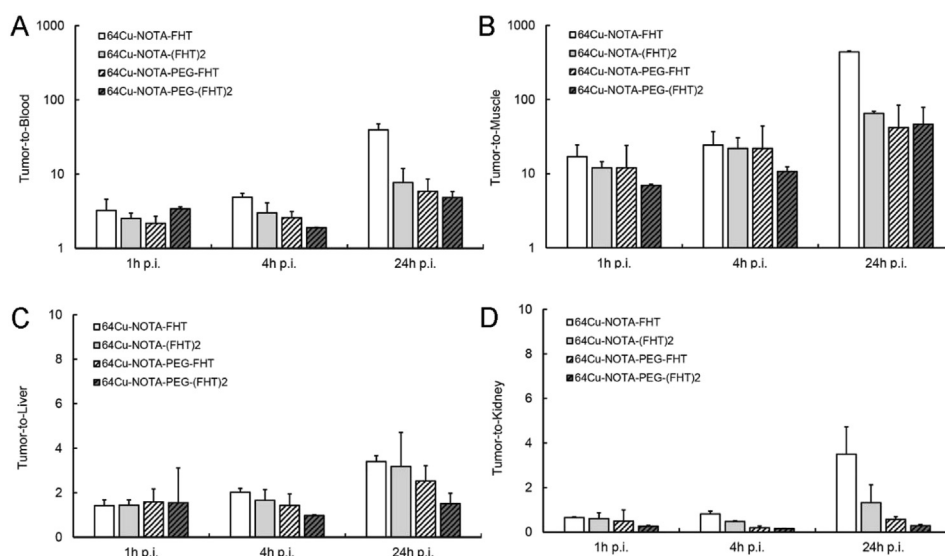 A
64Cu-NOTA-FHT
64Cu-NOTA-(FHT)2
64Cu-NOTA-PEG-FHT
64Cu-NOTA-PEG-(FHT)2
Tumor-to-Blood
1000
100
10
1
1h p.i. 4h p.i. 24h p.i.
B
64Cu-NOTA-FHT
64Cu-NOTA-(FHT)2
64Cu-NOTA-PEG-FHT
64Cu-NOTA-PEG-(FHT)2
Tumor-to-Muscle
1000
100
10
1
1h p.i. 4h p.i. 24h p.i.
C
64Cu-NOTA-FHT
64Cu-NOTA-(FHT)2
64Cu-NOTA-PEG-FHT
64Cu-NOTA-PEG-(FHT)2
Tumor-to-Liver
10
8
6
4
2
0
1h p.i. 4h p.i. 24h p.i.
D
64Cu-NOTA-FHT
64Cu-NOTA-(FHT)2
64Cu-NOTA-PEG-FHT
64Cu-NOTA-PEG-(FHT)2
Tumor-to-Kidney
10
8
6
4
2
0
1h p.i. 4h p.i. 24h p.i.